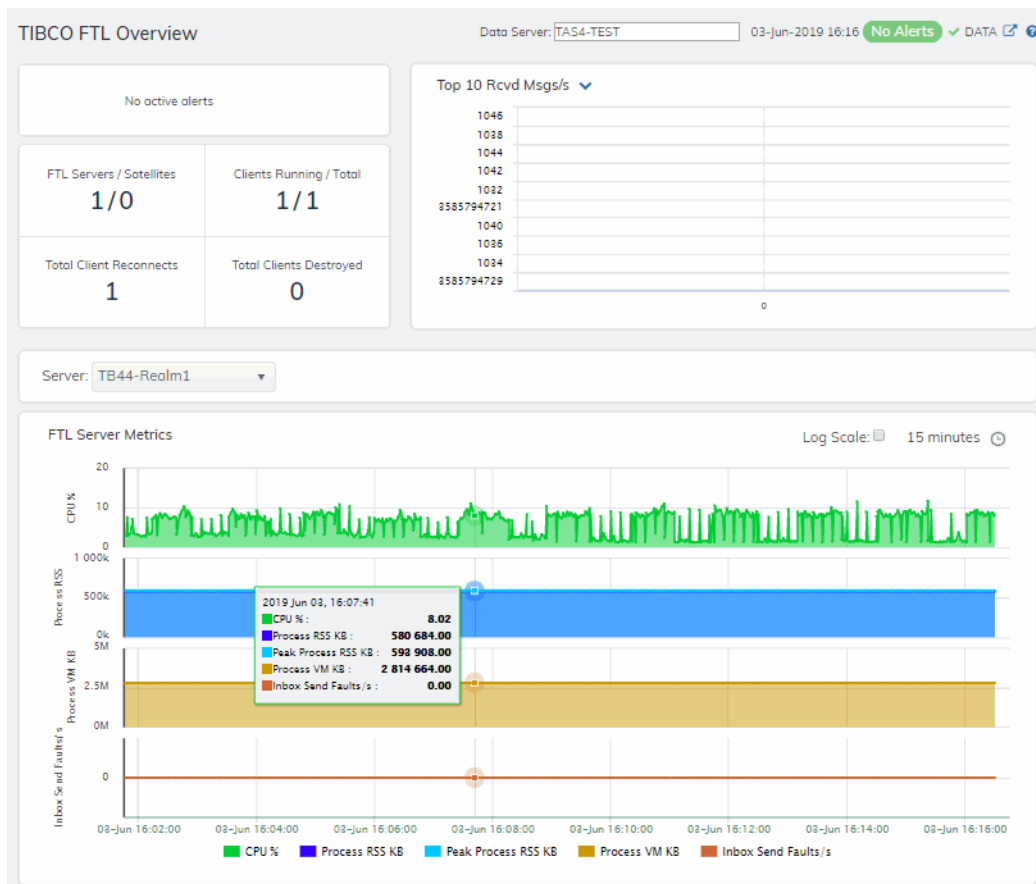 TIBCO FTL Overview
Data Server: TAS4-TEST 03-Jun-2019 16:16 No Alerts DATA
No active alerts
FTL Servers / Satellites
1/0
Clients Running / Total
1/1
Total Client Reconnects
1
Total Clients Destroyed
0
Top 10 Rcvd Msgs/s
1046
1038
1044
1042
1032
3585794721
1040
1036
1034
3585794729
0
Server: TB44-Realm1
FTL Server Metrics
Log Scale: 15 minutes
CPU %
20
10
0
Process RSS
1 000k
500k
0k
Process VM KB
5M
2.5M
0M
Inbox Send Faults/s
0
2019 Jun 03, 16:07:41
CPU % : 8.02
Process RSS KB : 580 684.00
Peak Process RSS KB : 593 908.00
Process VM KB : 2 814 664.00
Inbox Send Faults/s : 0.00
03-Jun 16:02:00 03-Jun 16:04:00 03-Jun 16:06:00 03-Jun 16:08:00 03-Jun 16:10:00 03-Jun 16:12:00 03-Jun 16:14:00 03-Jun 16:16:00
CPU % Process RSS KB Peak Process RSS KB Process VM KB Inbox Send Faults/s